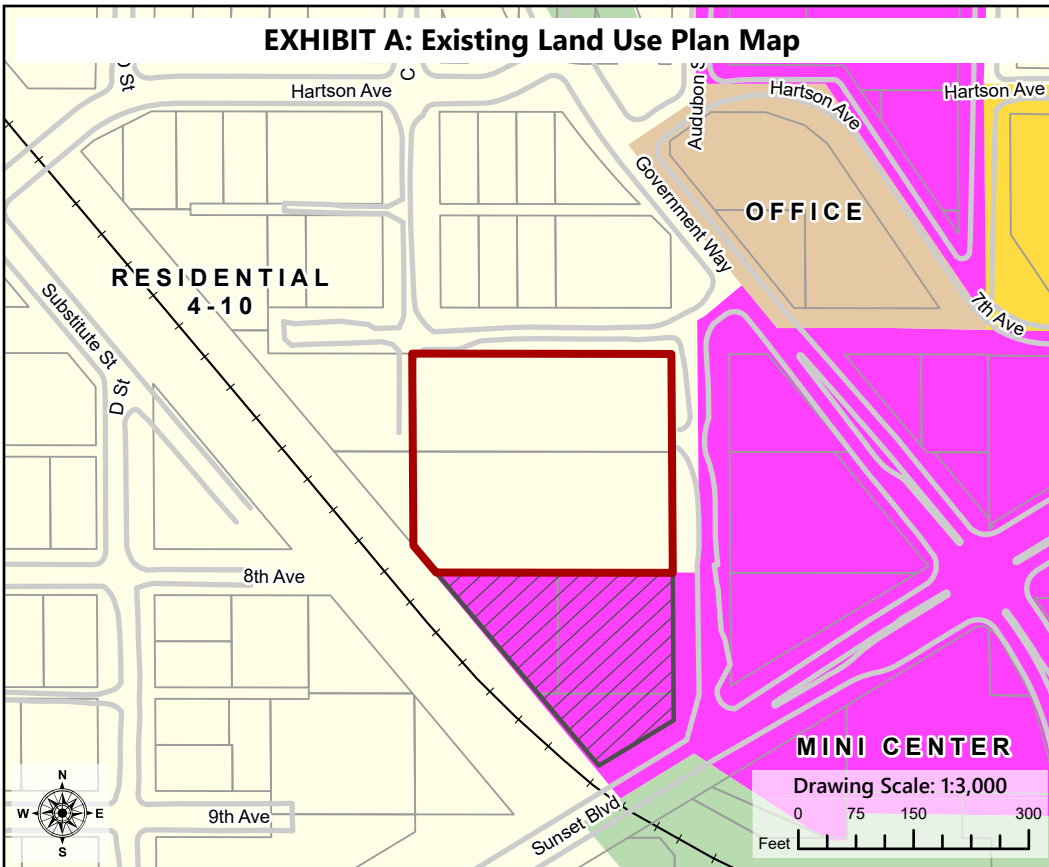 EXHIBIT A: Existing Land Use Plan Map
St
C
Hartson Ave
Audubon S
Hartson Ave
Hartson Ave
Government Way
OFFICE
RESIDENTIAL
4-10
7th Ave
Substitute St
D St
8th Ave
MINI CENTER
Drawing Scale: 1:3,000
0 75 150 300
Feet
N
W E
S
9th Ave
Sunset Blvd